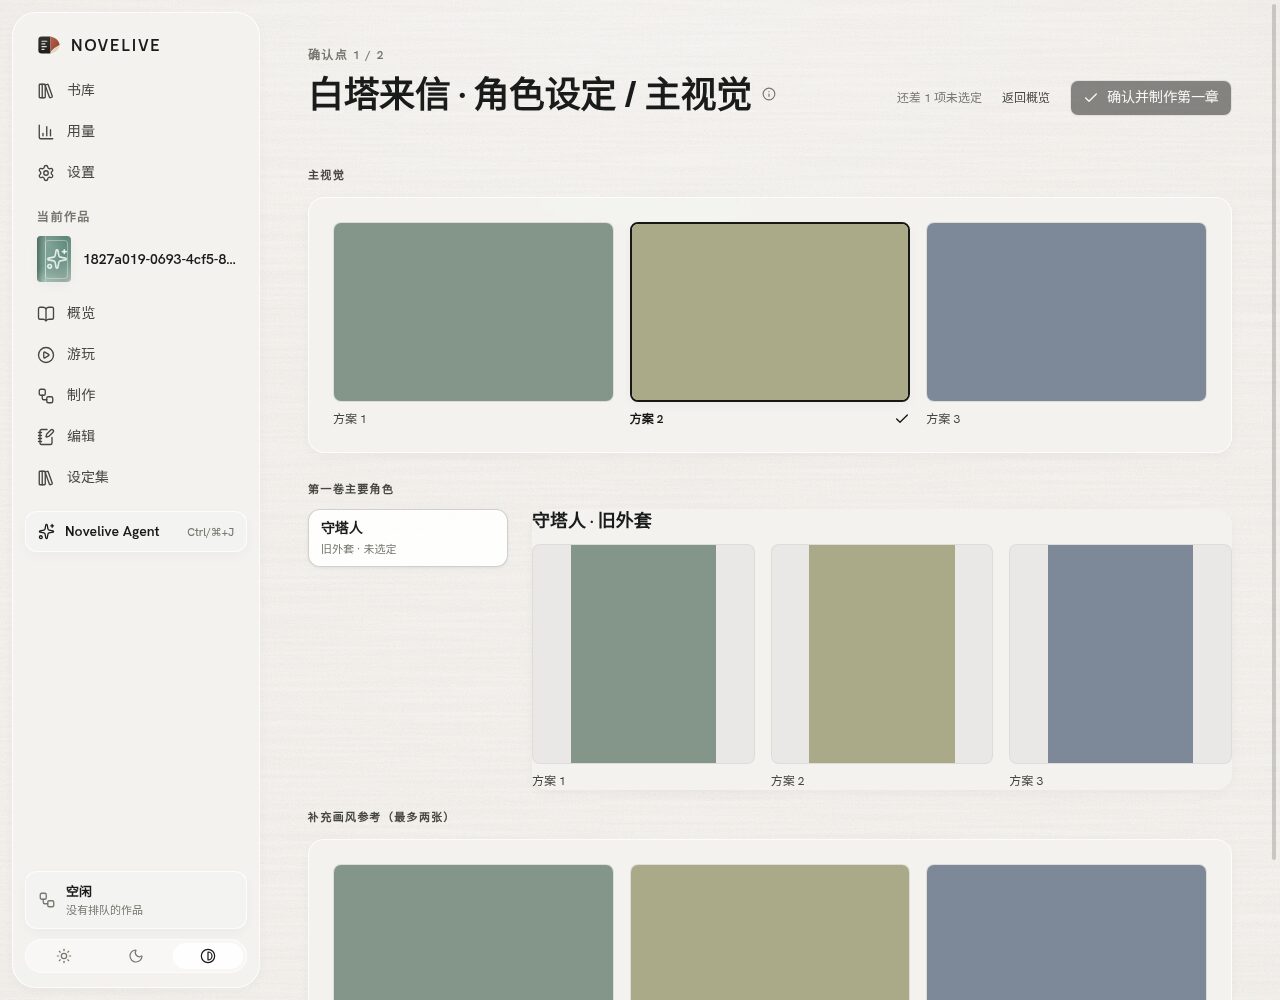 NOVELIVE
书库
用量
设置
当前作品
1827a019-0693-4cf5-8...
概览
游玩
制作
编辑
设定集
Novelive Agent Ctrl/⌘+J
空闲
没有排队的作品
确认点 1 / 2
白塔来信 · 角色设定 / 主视觉
还差 1 项未选定 返回概览 确认并制作第一章
主视觉
方案 1 方案 2 方案 3
第一卷主要角色
守塔人
旧外套 · 未选定
守塔人 · 旧外套
方案 1 方案 2 方案 3
补充画风参考（最多两张）